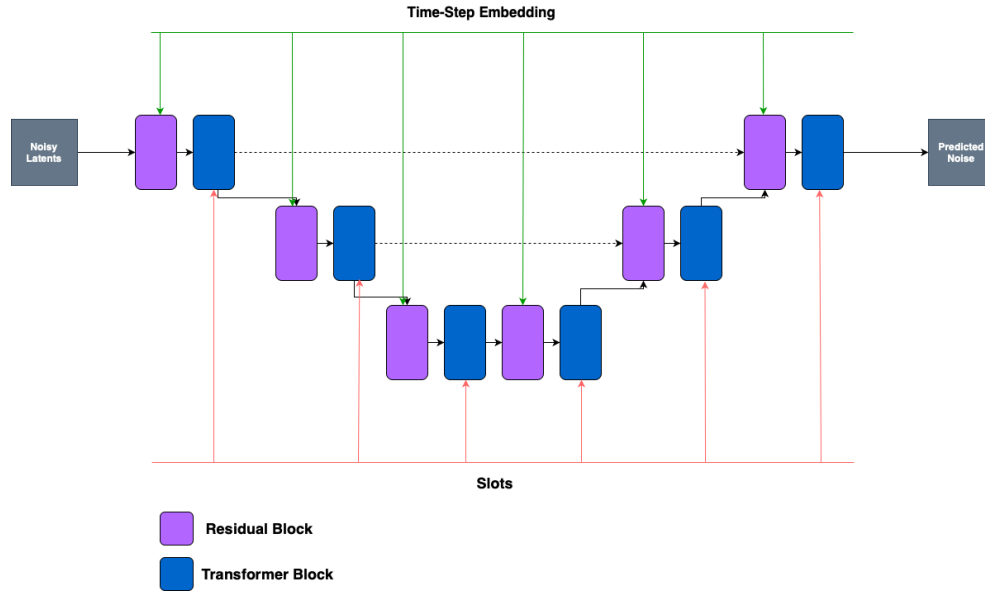 Time-Step Embedding
Noisy
Latents
Predicted
Noise
Slots
Residual Block
Transformer Block